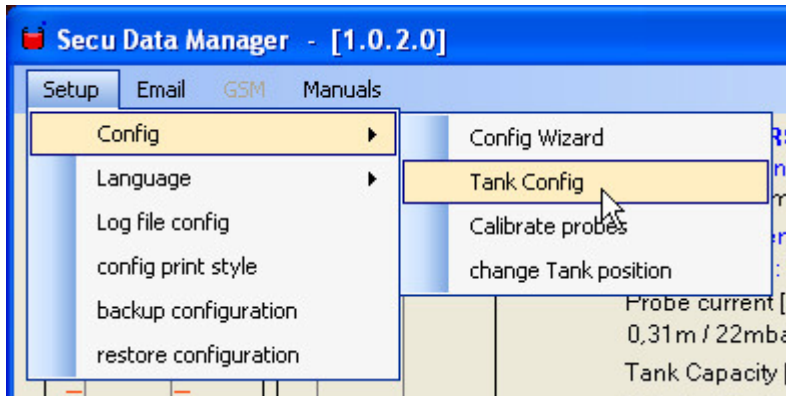 Secu Data Manager - [1.0.2.0]
Setup Email GSM Manuals
Config
Language
Log file config
config print style
backup configuration
restore configuration
Config Wizard
Tank Config
Calibrate probes
change Tank position
Probe current [
0,31m / 22mba
Tank Capacity